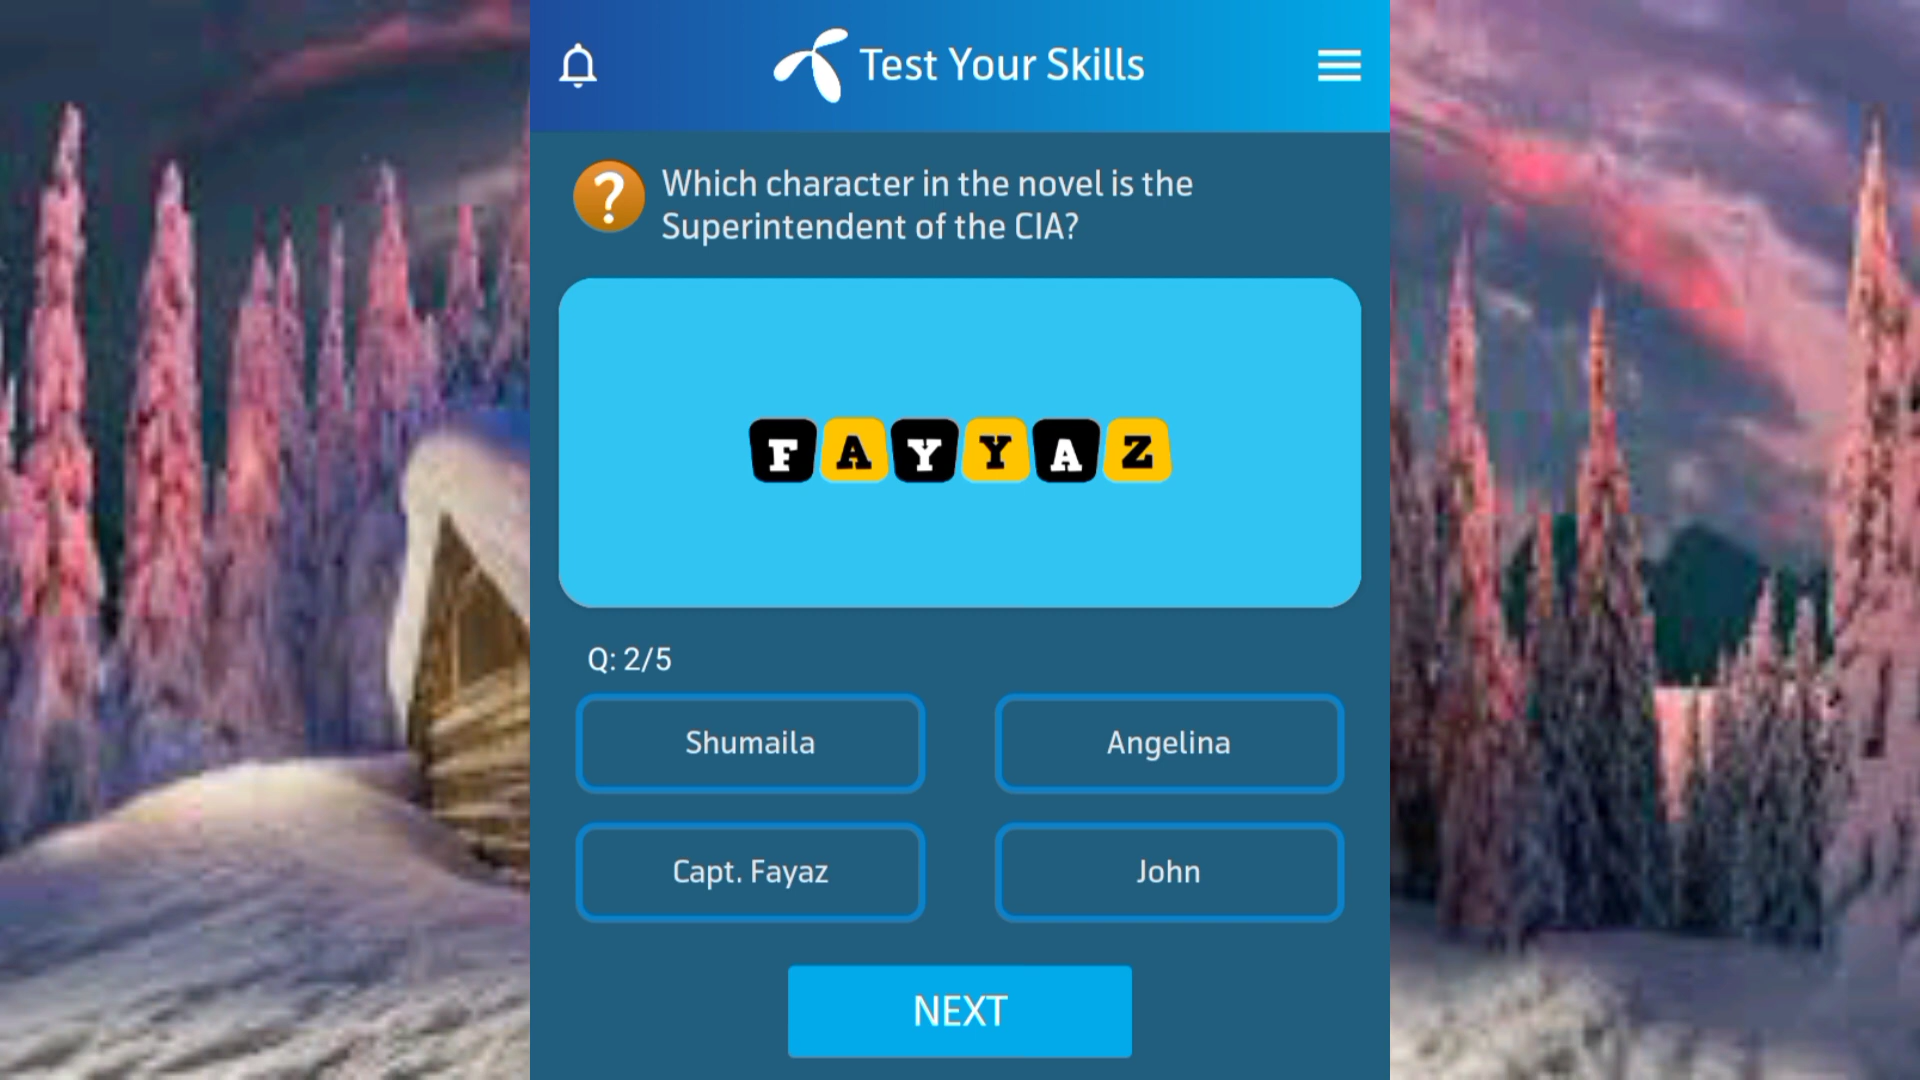 Test Your Skills
Which character in the novel is the
Superintendent of the CIA?
FAYYAZ
Q: 2/5
Shumaila
Angelina
Capt. Fayaz
John
NEXT